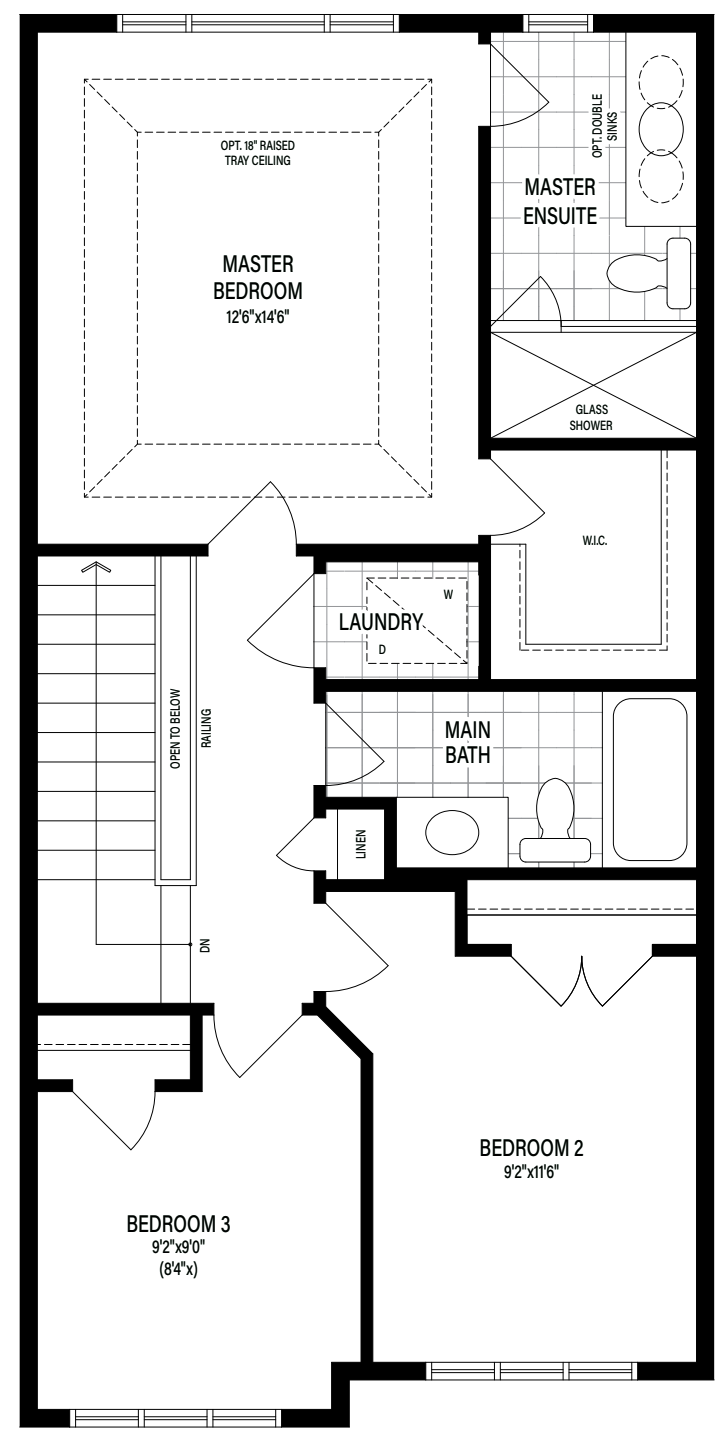 OPT. 18" RAISED
TRAY CEILING
MASTER
BEDROOM
12'6"x14'6"
OPT. DOUBLE
SINKS
MASTER
ENSUITE
GLASS
SHOWER
W.I.C.
LAUNDRY
W
D
OPEN TO BELOW
RAILING
MAIN
BATH
LINEN
DN
BEDROOM 2
9'2"x11'6"
BEDROOM 3
9'2"x9'0"
(8'4"x)